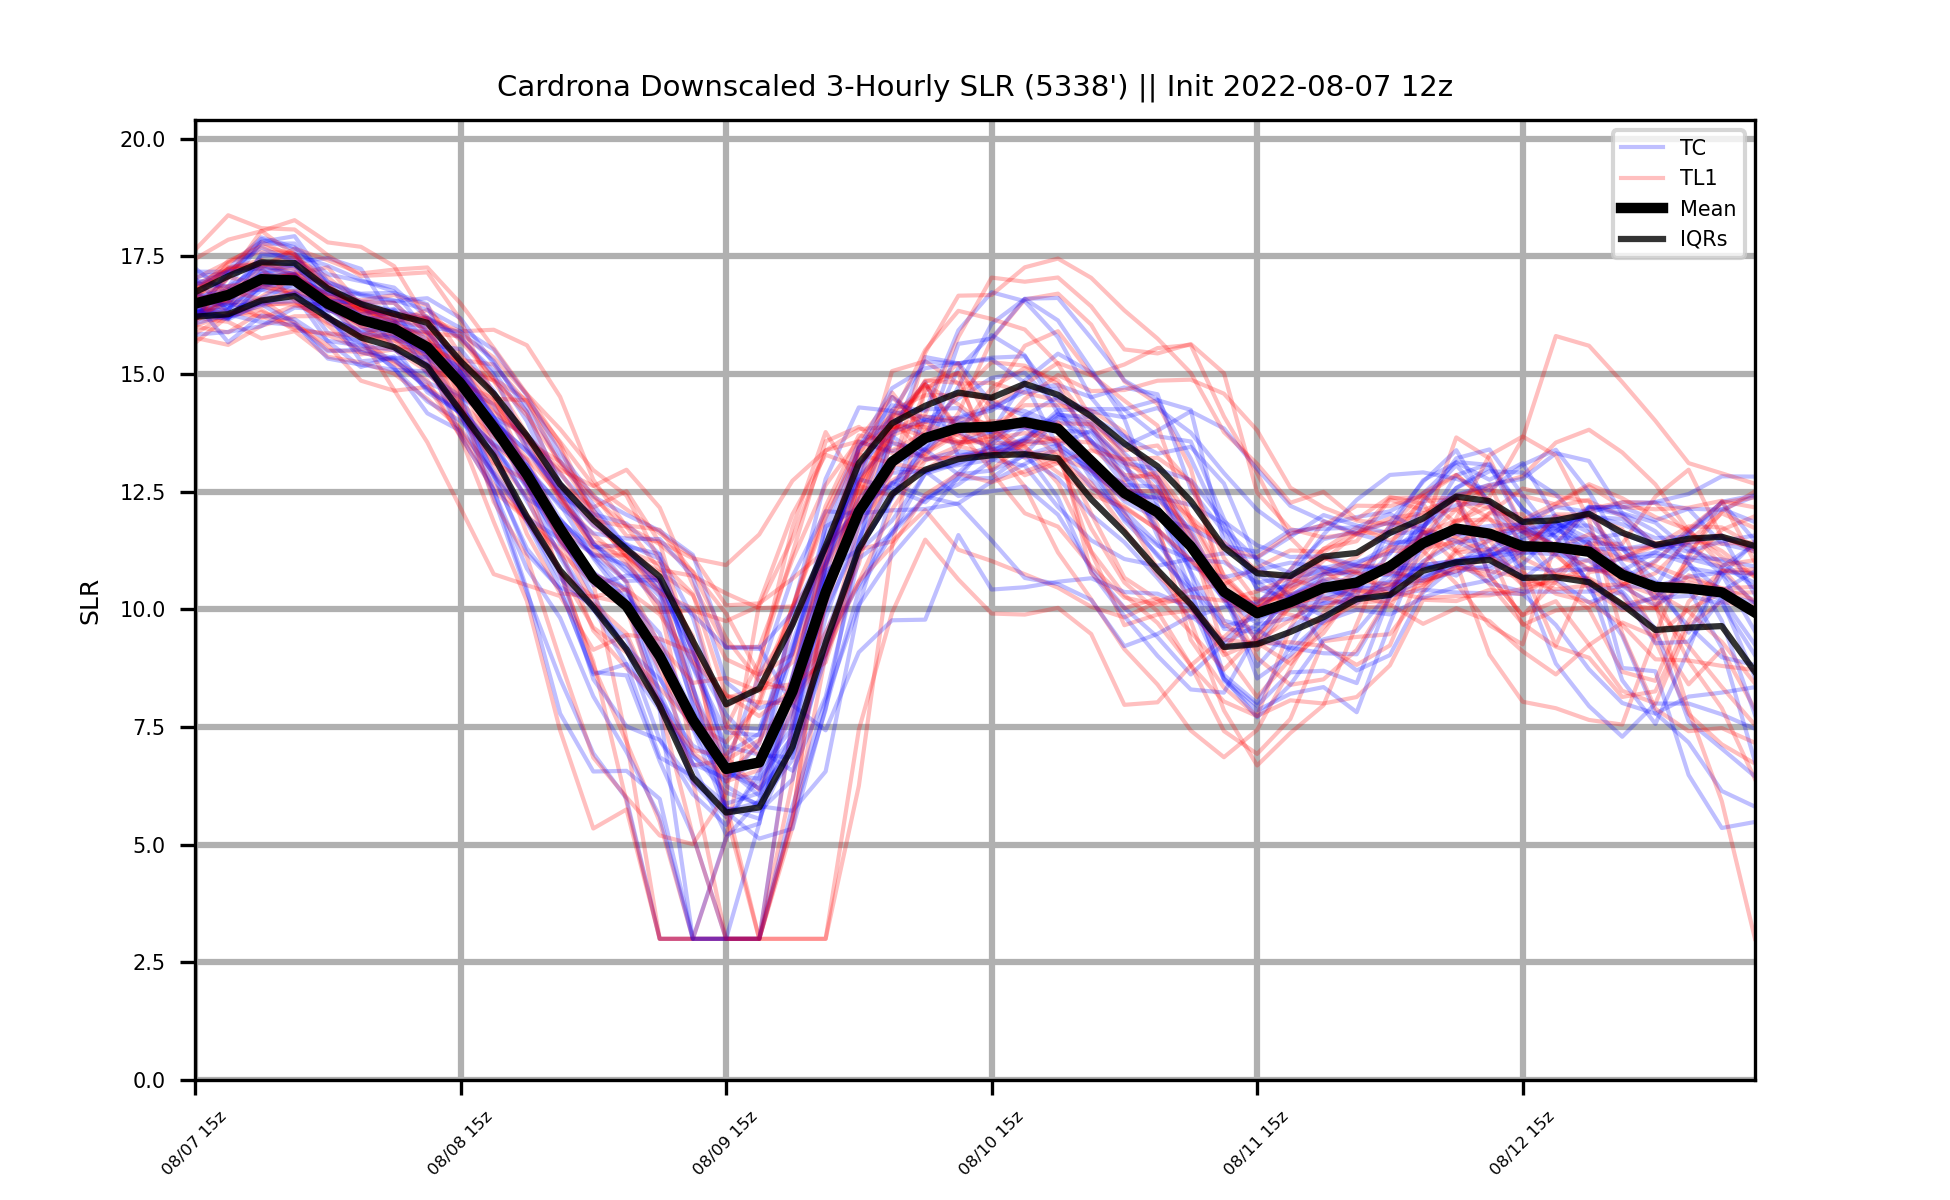 Cardrona Downscaled 3-Hourly SLR (5338') || Init 2022-08-07 12z
20.0
17.5
15.0
12.5
10.0
7.5
5.0
2.5
0.0
SLR
TC
TL1
Mean
IQRs
08/07 15z
08/08 15z
08/09 15z
08/10 15z
08/11 15z
08/12 15z